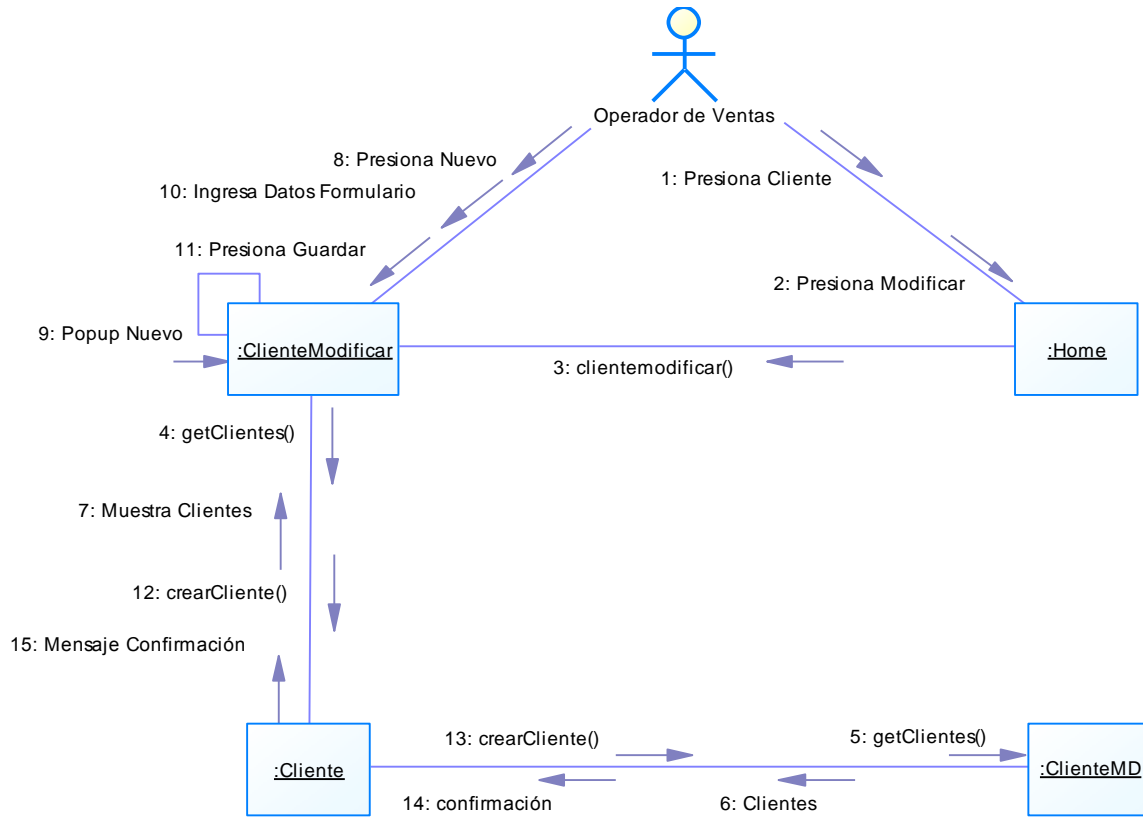 Operador de Ventas
8: Presiona Nuevo
1: Presiona Cliente
10: Ingresa Datos Formulario
11: Presiona Guardar
2: Presiona Modificar
9: Popup Nuevo
:ClienteModificar
:Home
3: clientemodificar()
4: getClientes()
7: Muestra Clientes
12: crearCliente()
15: Mensaje Confirmación
13: crearCliente()
5: getClientes()
:Cliente
:ClienteMD
14: confirmación
6: Clientes